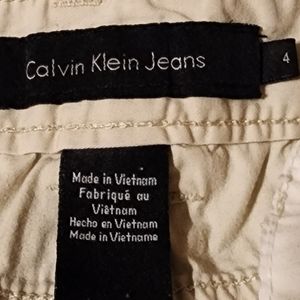 Calvin Klein Jeans
4
Made in Vietnam
Fabriqué au
Viêtnam
Hecho en Vietnam
Made in Vietname